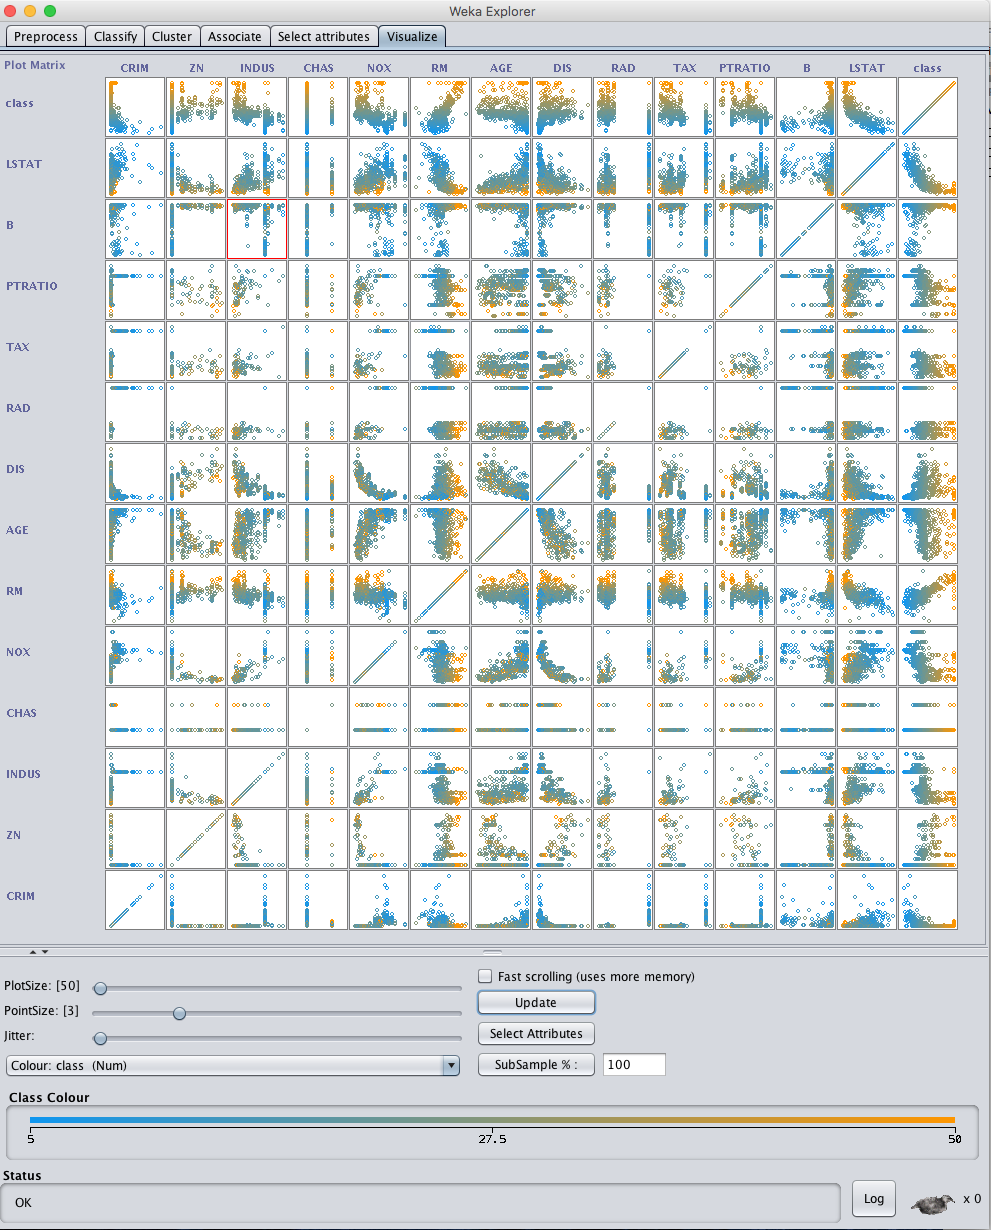 Weka Explorer
Preprocess Classify Cluster Associate Select attributes Visualize
Plot Matrix CRIM ZN INDUS CHAS NOX RM AGE DIS RAD TAX PTRATIO B LSTAT class
class
LSTAT
B
PTRATIO
TAX
RAD
DIS
AGE
RM
NOX
CHAS
INDUS
ZN
CRIM
PlotSize: [50]
Fast scrolling (uses more memory)
Update
PointSize: [3]
Jitter:
Select Attributes
Colour: class (Num)
SubSample % :
100
Class Colour
5 27.5 50
Status
OK
Log
x 0